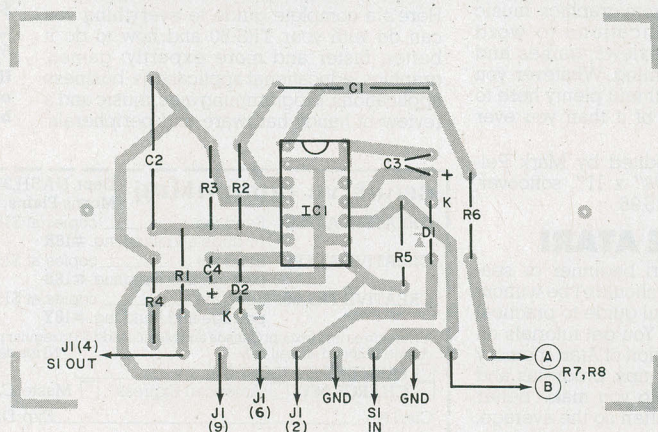 C1
C2
C3
R3
R2
IC1
+
K
R6
D1
R5
R1
C4
D2
R4
+
K
J1(4)
SI OUT
A
R7,R8
B
J1
(9)
J1
(6)
J1
(2)
GND
SI
IN
GND